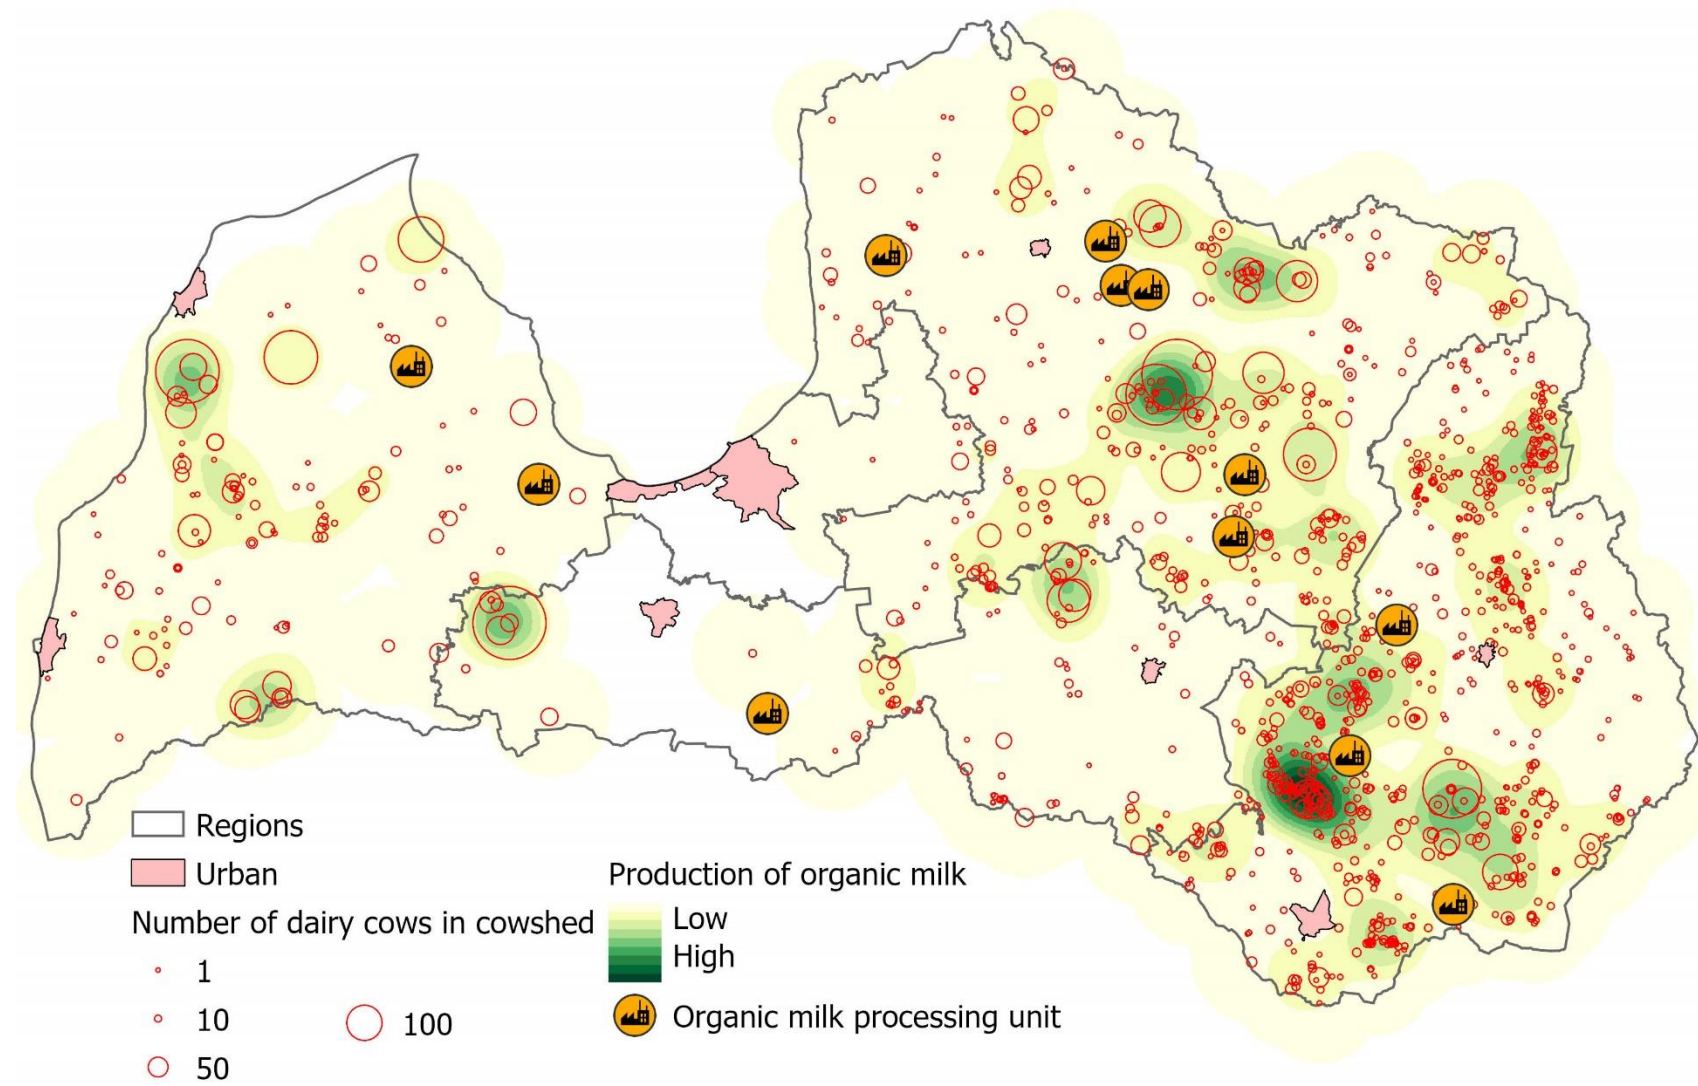 Regions
Urban
Number of dairy cows in cowshed
1
10
50
100
Production of organic milk
Low
High
Organic milk processing unit